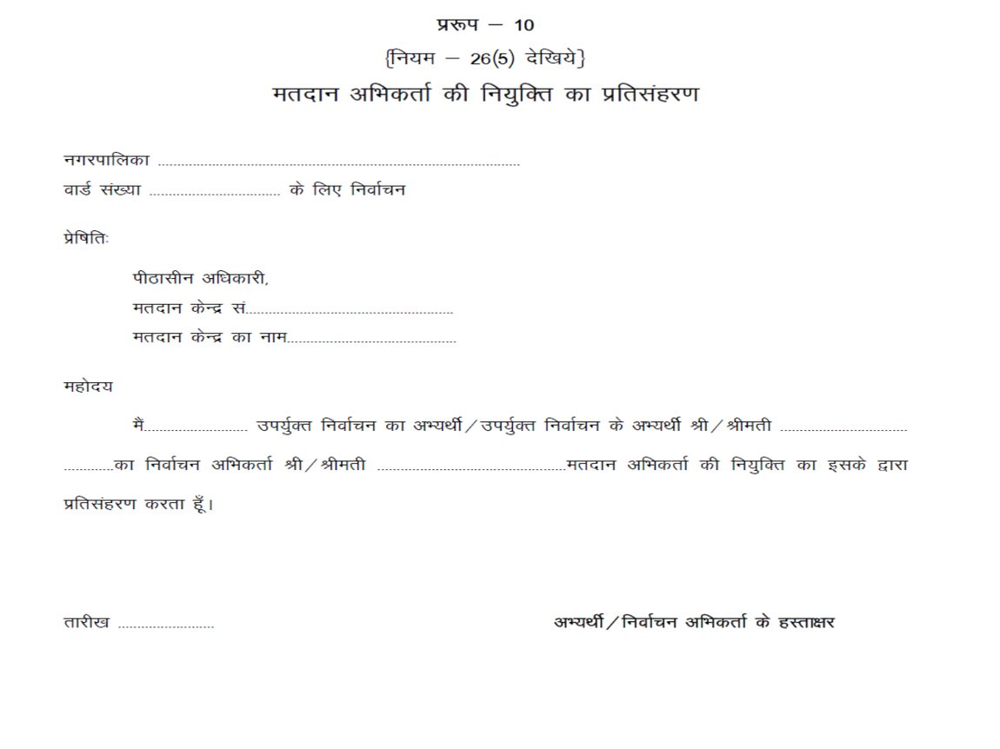 प्ररूप – 10
{नियम – 26(5) देखिये}
मतदान अभिकर्ता की नियुक्ति का प्रतिसंहरण
नगरपालिका ..............................................................................................
वार्ड संख्या .................................. के लिए निर्वाचन
प्रेषितिः
पीठासीन अधिकारी,
मतदान केन्द्र सं......................................................
मतदान केन्द्र का नाम............................................
महोदय
मैं........................... उपर्युक्त निर्वाचन का अभ्यर्थी/उपर्युक्त निर्वाचन के अभ्यर्थी श्री/श्रीमती .................................
.............का निर्वाचन अभिकर्ता श्री/श्रीमती .................................................मतदान अभिकर्ता की नियुक्ति का इसके द्वारा
प्रतिसंहरण करता हूँ।
तारीख ......................... अभ्यर्थी/निर्वाचन अभिकर्ता के हस्ताक्षर